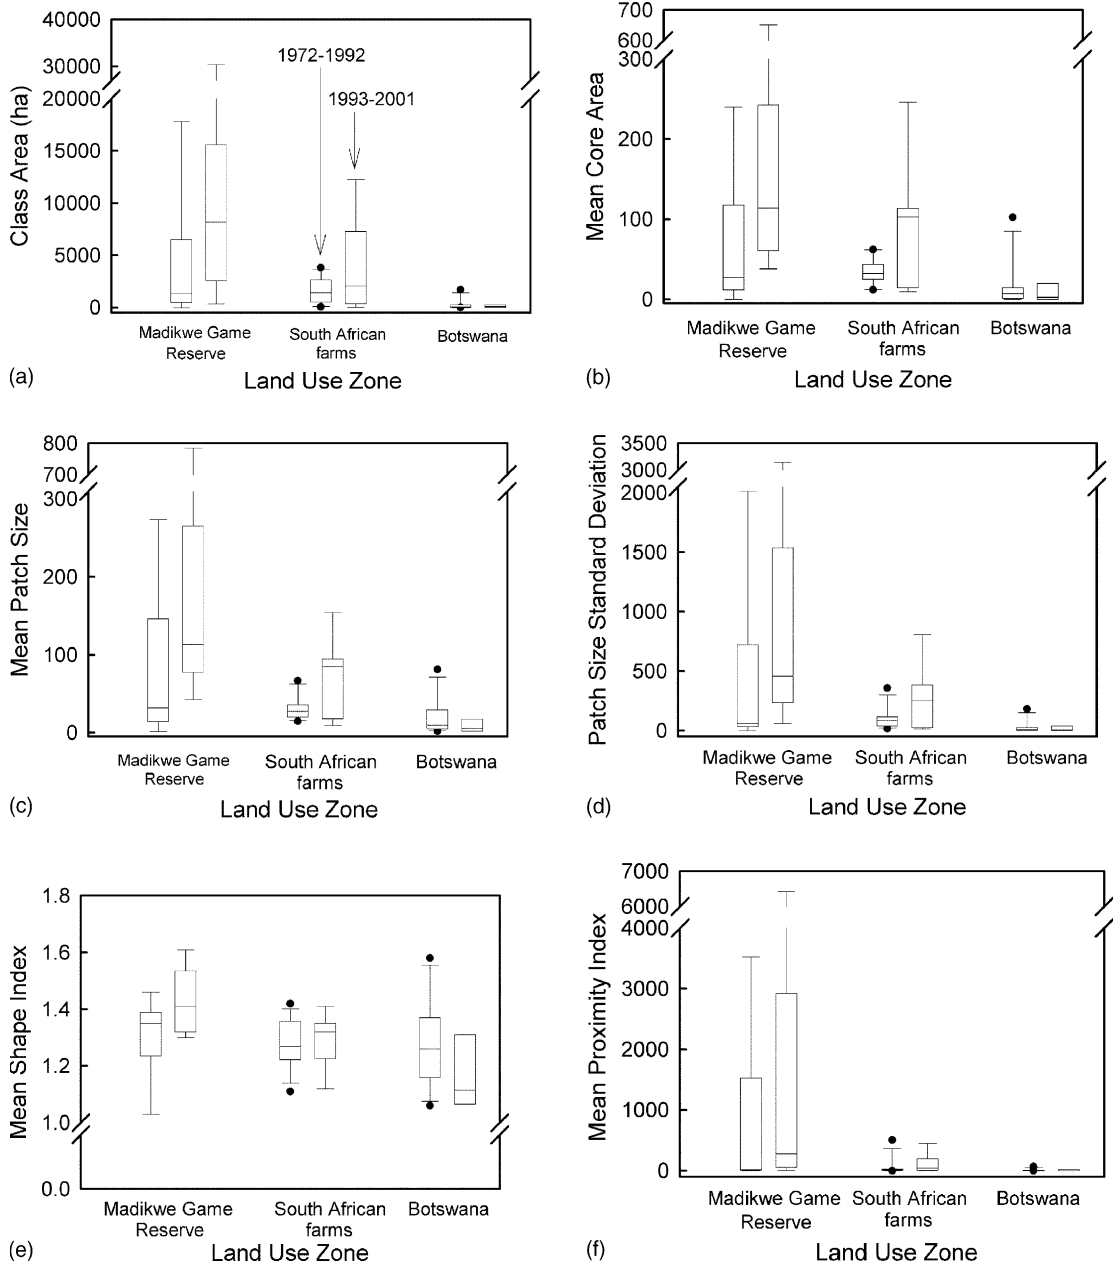 40000
30000
20000
15000
10000
5000
0
Class Area (ha)
1972-1992
1993-2001
Madikwe Game
Reserve
South African
farms
Botswana
(a)
Land Use Zone
700
600
300
200
100
0
Mean Core Area
Madikwe Game
Reserve
South African
farms
Botswana
(b)
Land Use Zone
800
700
300
200
100
0
Mean Patch Size
Madikwe Game
Reserve
South African
farms
Botswana
(c)
Land Use Zone
3500
3000
2000
1500
1000
500
0
Patch Size Standard Deviation
Madikwe Game
Reserve
South African
farms
Botswana
(d)
Land Use Zone
1.8
1.6
1.4
1.2
1.0
0.0
Mean Shape Index
Madikwe Game
Reserve
South African
farms
Botswana
(e)
Land Use Zone
7000
6000
4000
3000
2000
1000
0
Mean Proximity Index
Madikwe Game
Reserve
South African
farms
Botswana
(f)
Land Use Zone